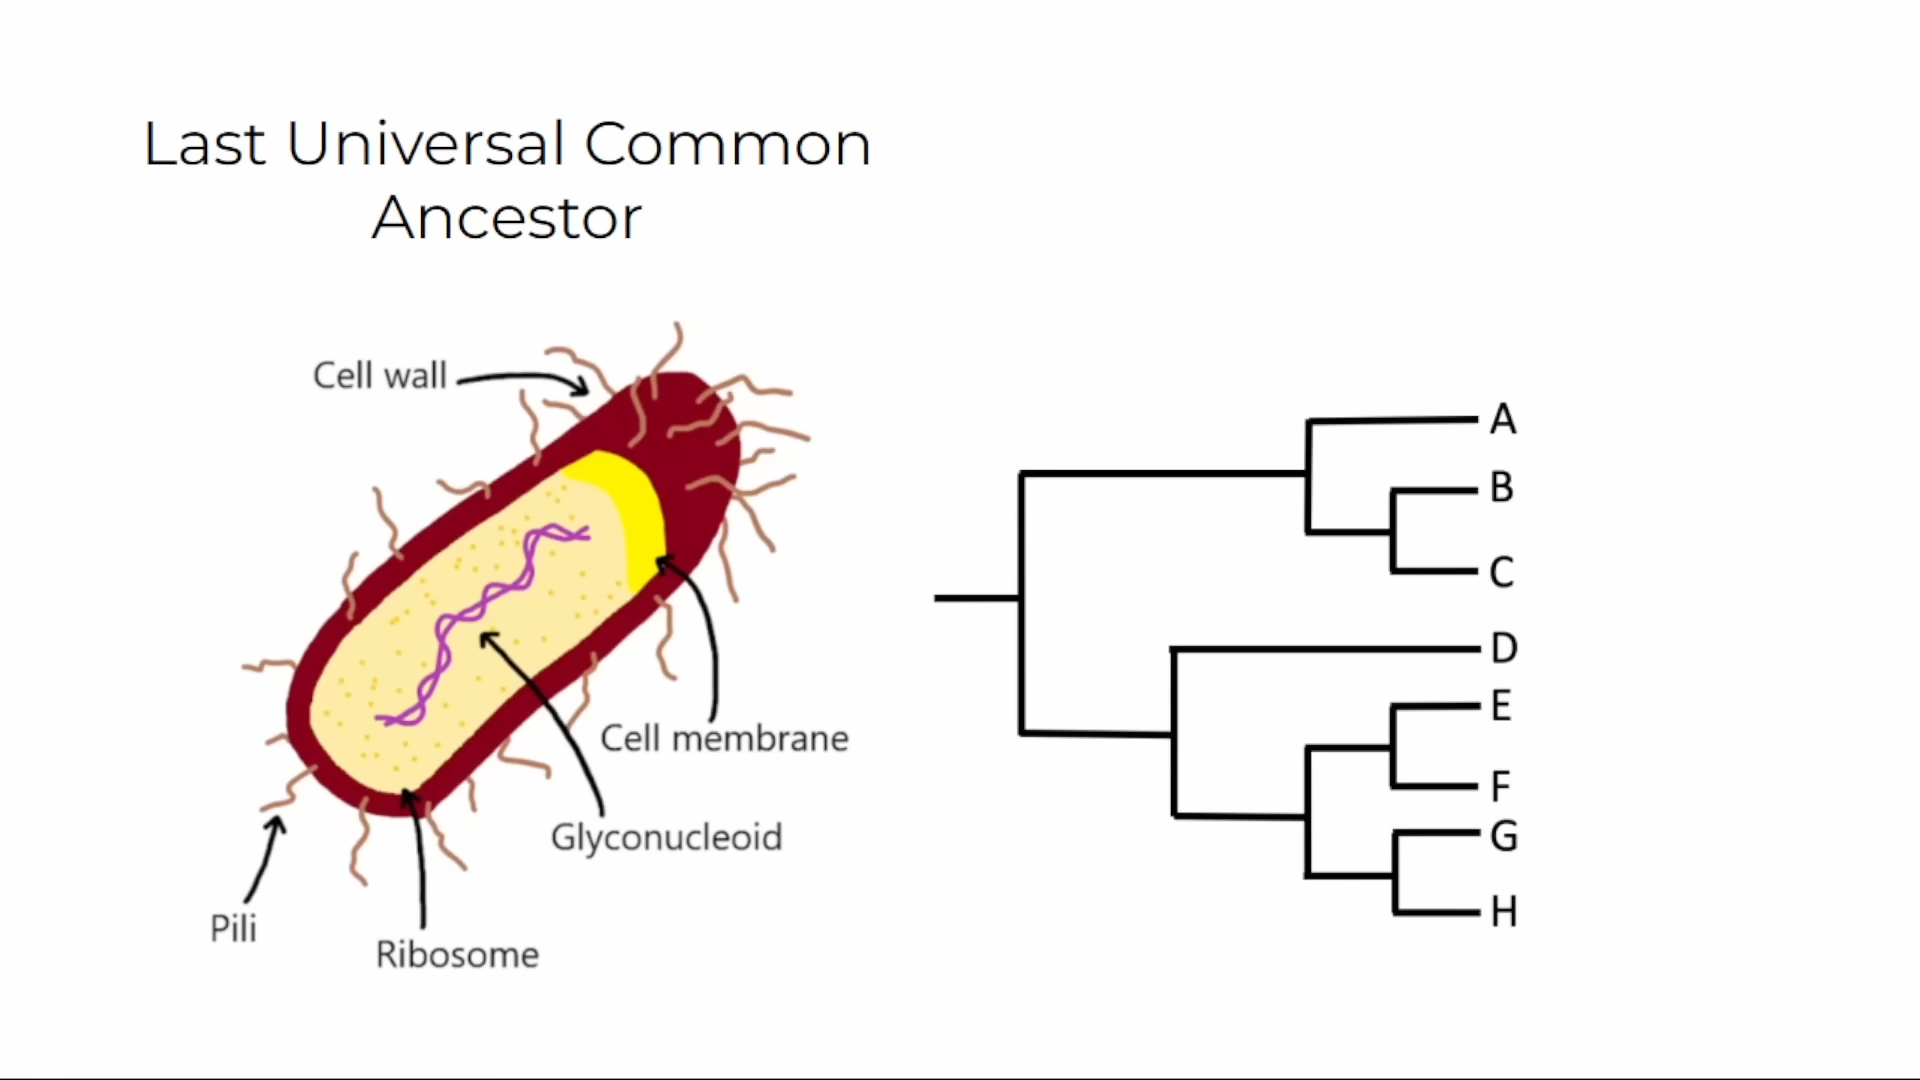 Last Universal Common
Ancestor
Cell wall
Cell membrane
Glyconucleoid
Pili
Ribosome
A
B
C
D
E
F
G
H